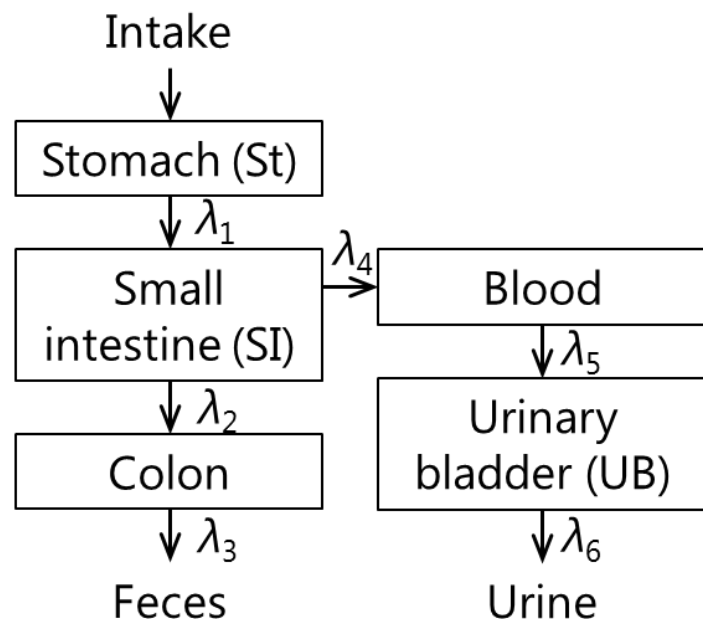 Intake
Stomach (St)
λ1
Small
intestine (SI)
λ4
Blood
λ2
λ5
Colon
Urinary
bladder (UB)
λ3
λ6
Feces
Urine